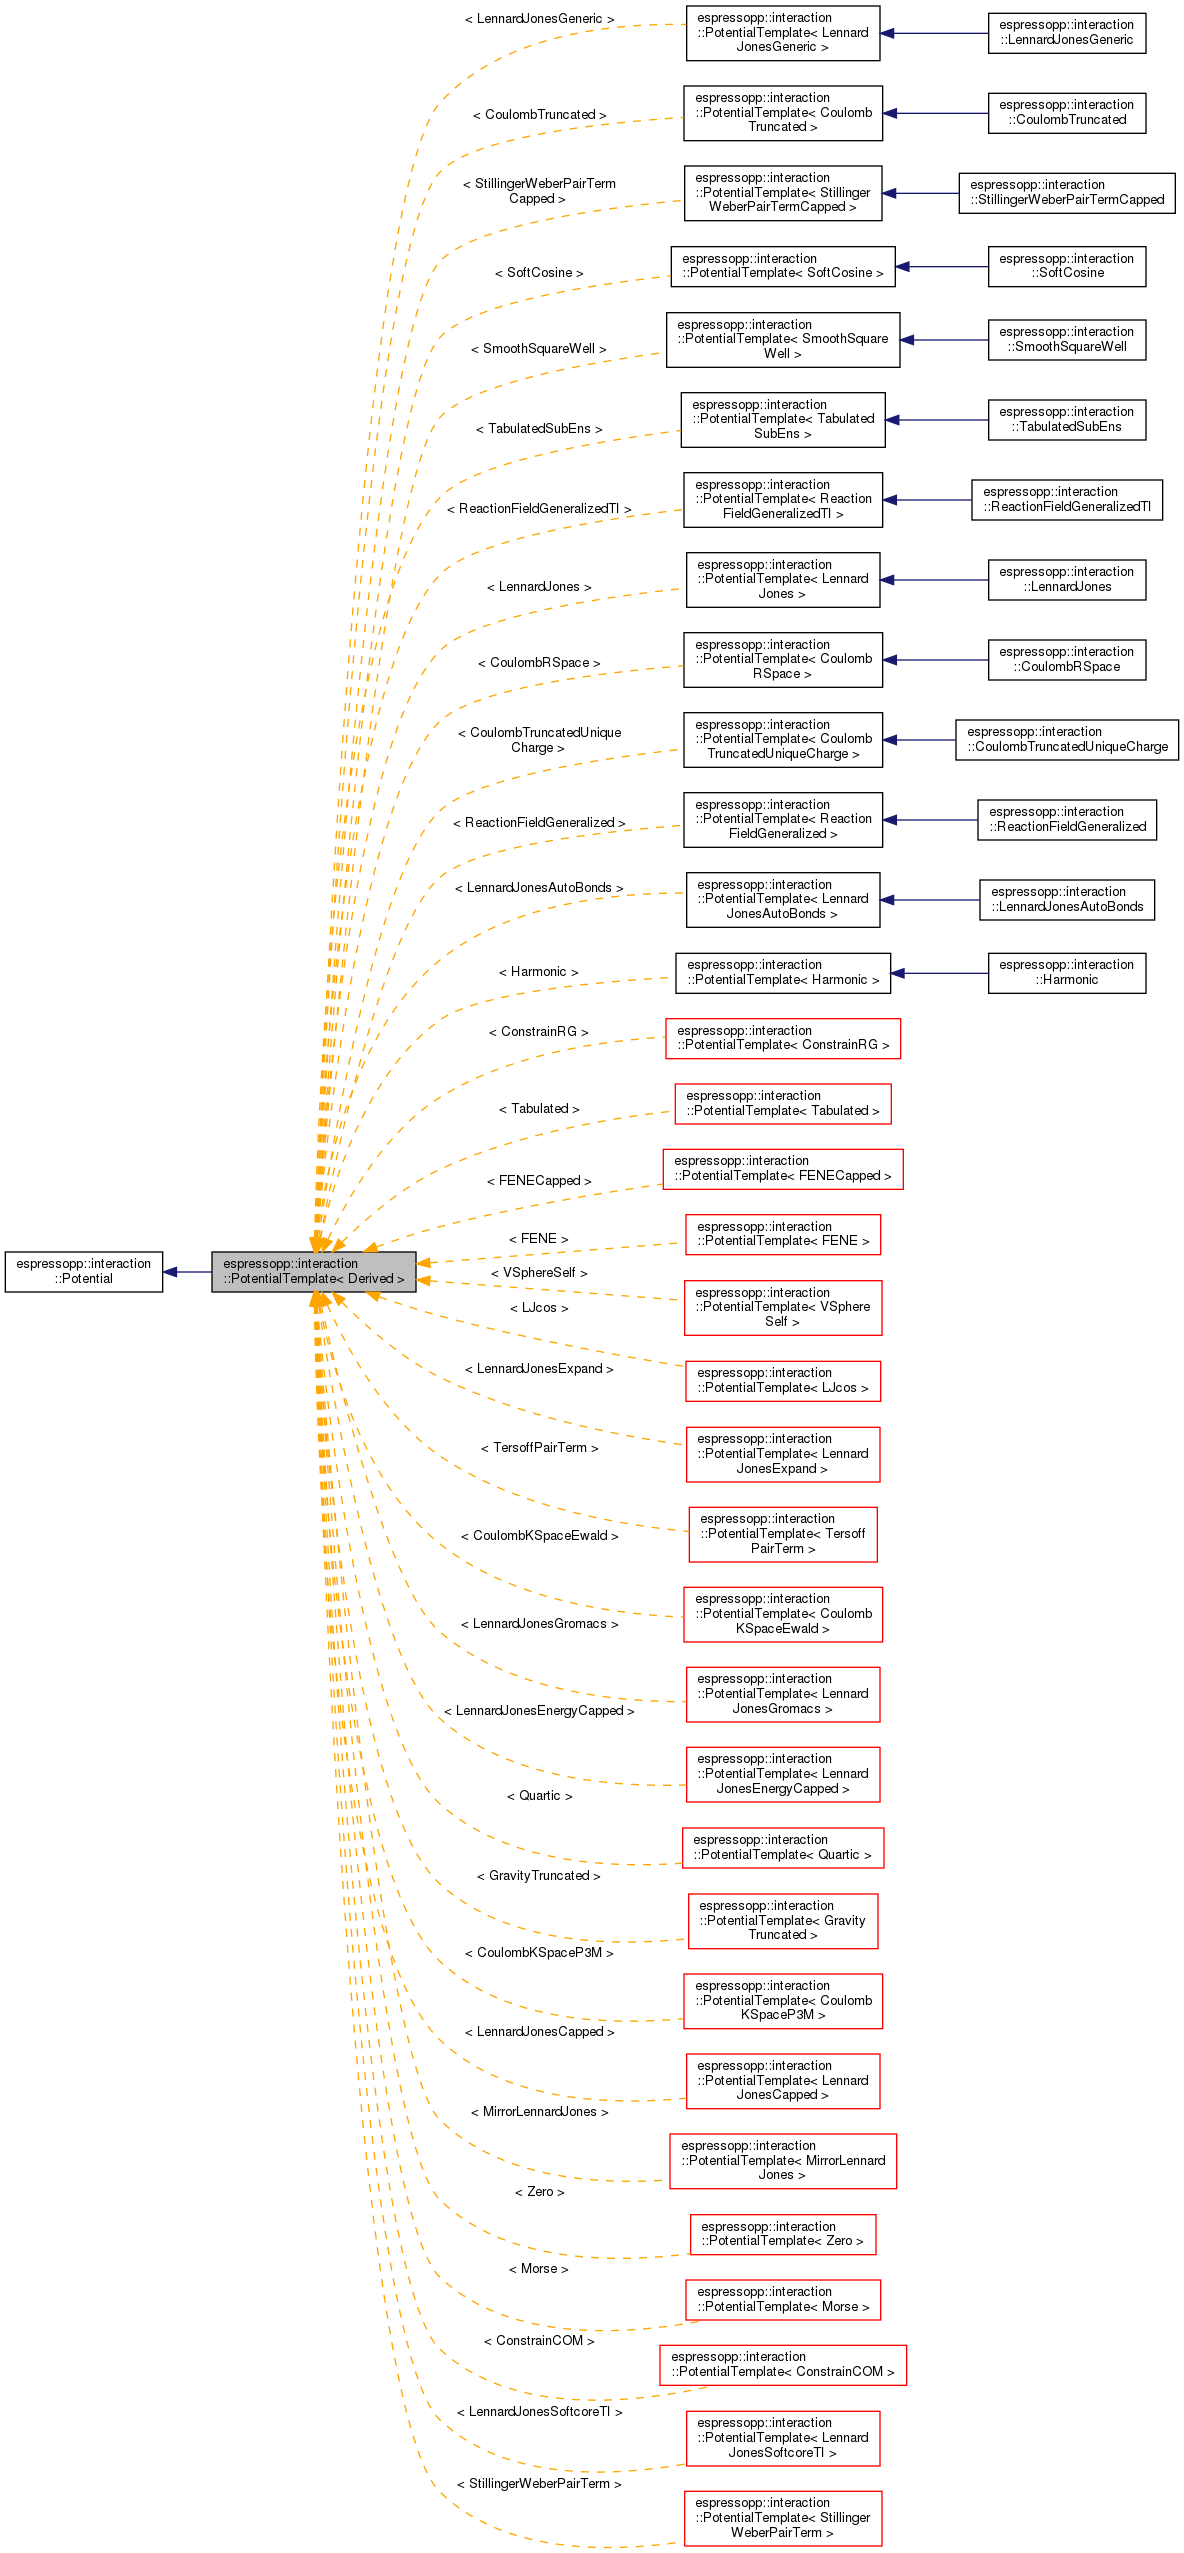 < LennardJonesGeneric >
espressopp::interaction
::PotentialTemplate< Lennard
JonesGeneric >
espressopp::interaction
::LennardJonesGeneric
< CoulombTruncated >
espressopp::interaction
::PotentialTemplate< Coulomb
Truncated >
espressopp::interaction
::CoulombTruncated
< StillingerWeberPairTerm
Capped >
espressopp::interaction
::PotentialTemplate< Stillinger
WeberPairTermCapped >
espressopp::interaction
::StillingerWeberPairTermCapped
< SoftCosine >
espressopp::interaction
::PotentialTemplate< SoftCosine >
espressopp::interaction
::SoftCosine
< SmoothSquareWell >
espressopp::interaction
::PotentialTemplate< SmoothSquare
Well >
espressopp::interaction
::SmoothSquareWell
< TabulatedSubEns >
espressopp::interaction
::PotentialTemplate< Tabulated
SubEns >
espressopp::interaction
::TabulatedSubEns
< ReactionFieldGeneralizedTI >
espressopp::interaction
::PotentialTemplate< Reaction
FieldGeneralizedTI >
espressopp::interaction
::ReactionFieldGeneralizedTI
< LennardJones >
espressopp::interaction
::PotentialTemplate< Lennard
Jones >
espressopp::interaction
::LennardJones
< CoulombRSpace >
espressopp::interaction
::PotentialTemplate< Coulomb
RSpace >
espressopp::interaction
::CoulombRSpace
< CoulombTruncatedUnique
Charge >
espressopp::interaction
::PotentialTemplate< Coulomb
TruncatedUniqueCharge >
espressopp::interaction
::CoulombTruncatedUniqueCharge
< ReactionFieldGeneralized >
espressopp::interaction
::PotentialTemplate< Reaction
FieldGeneralized >
espressopp::interaction
::ReactionFieldGeneralized
< LennardJonesAutoBonds >
espressopp::interaction
::PotentialTemplate< Lennard
JonesAutoBonds >
espressopp::interaction
::LennardJonesAutoBonds
< Harmonic >
espressopp::interaction
::PotentialTemplate< Harmonic >
espressopp::interaction
::Harmonic
< ConstrainRG >
espressopp::interaction
::PotentialTemplate< ConstrainRG >
< Tabulated >
espressopp::interaction
::PotentialTemplate< Tabulated >
< FENECapped >
espressopp::interaction
::PotentialTemplate< FENECapped >
< FENE >
espressopp::interaction
::PotentialTemplate< FENE >
espressopp::interaction
::Potential
espressopp::interaction
::PotentialTemplate< Derived >
< VSphereSelf >
espressopp::interaction
::PotentialTemplate< VSphere
Self >
< LJcos >
espressopp::interaction
::PotentialTemplate< LJcos >
< LennardJonesExpand >
espressopp::interaction
::PotentialTemplate< Lennard
JonesExpand >
< TersoffPairTerm >
espressopp::interaction
::PotentialTemplate< Tersoff
PairTerm >
< CoulombKSpaceEwald >
espressopp::interaction
::PotentialTemplate< Coulomb
KSpaceEwald >
< LennardJonesGromacs >
espressopp::interaction
::PotentialTemplate< Lennard
JonesGromacs >
< LennardJonesEnergyCapped >
espressopp::interaction
::PotentialTemplate< Lennard
JonesEnergyCapped >
< Quartic >
espressopp::interaction
::PotentialTemplate< Quartic >
< GravityTruncated >
espressopp::interaction
::PotentialTemplate< Gravity
Truncated >
< CoulombKSpaceP3M >
espressopp::interaction
::PotentialTemplate< Coulomb
KSpaceP3M >
< LennardJonesCapped >
espressopp::interaction
::PotentialTemplate< Lennard
JonesCapped >
< MirrorLennardJones >
espressopp::interaction
::PotentialTemplate< MirrorLennard
Jones >
< Zero >
espressopp::interaction
::PotentialTemplate< Zero >
< Morse >
espressopp::interaction
::PotentialTemplate< Morse >
< ConstrainCOM >
espressopp::interaction
::PotentialTemplate< ConstrainCOM >
< LennardJonesSoftcoreTI >
espressopp::interaction
::PotentialTemplate< Lennard
JonesSoftcoreTI >
< StillingerWeberPairTerm >
espressopp::interaction
::PotentialTemplate< Stillinger
WeberPairTerm >